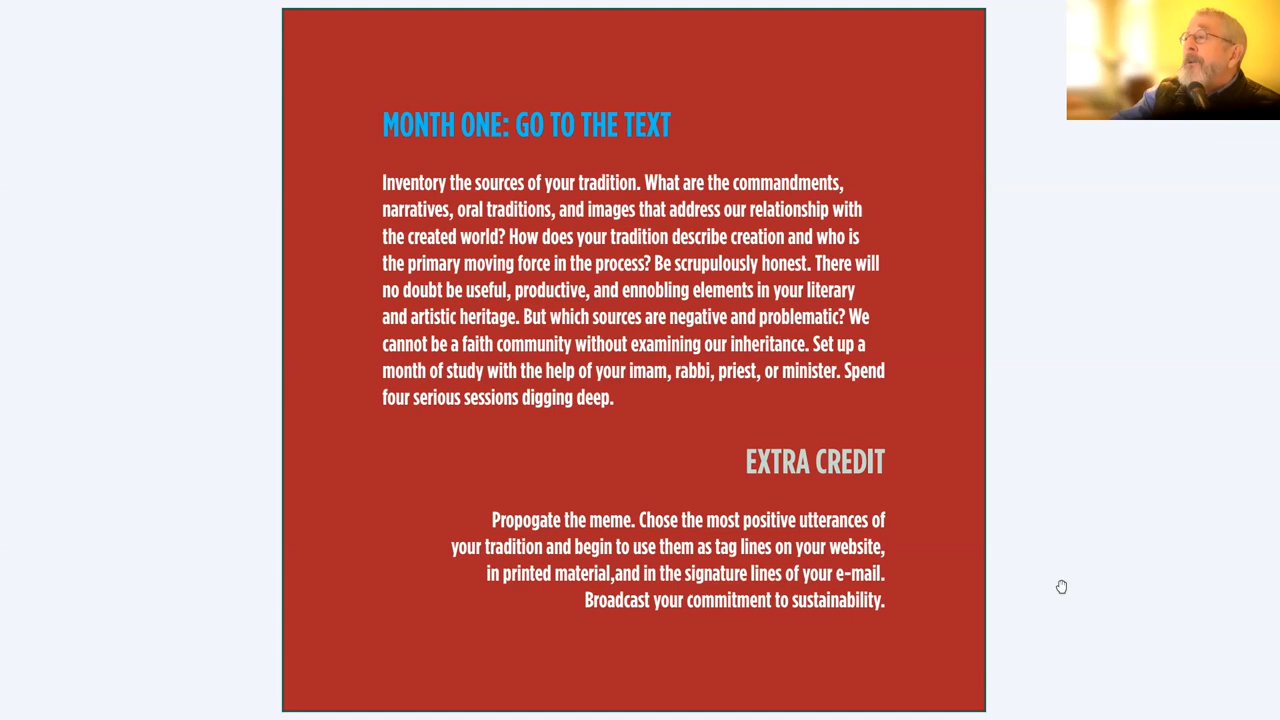 MONTH ONE: GO TO THE TEXT
Inventory the sources of your tradition. What are the commandments,
narratives, oral traditions, and images that address our relationship with
the created world? How does your tradition describe creation and who is
the primary moving force in the process? Be scrupulously honest. There will
no doubt be useful, productive, and ennobling elements in your literary
and artistic heritage. But which sources are negative and problematic? We
cannot be a faith community without examining our inheritance. Set up a
month of study with the help of your imam, rabbi, priest, or minister. Spend
four serious sessions digging deep.
EXTRA CREDIT
Propogate the meme. Chose the most positive utterances of
your tradition and begin to use them as tag lines on your website,
in printed material,and in the signature lines of your e-mail.
Broadcast your commitment to sustainability.